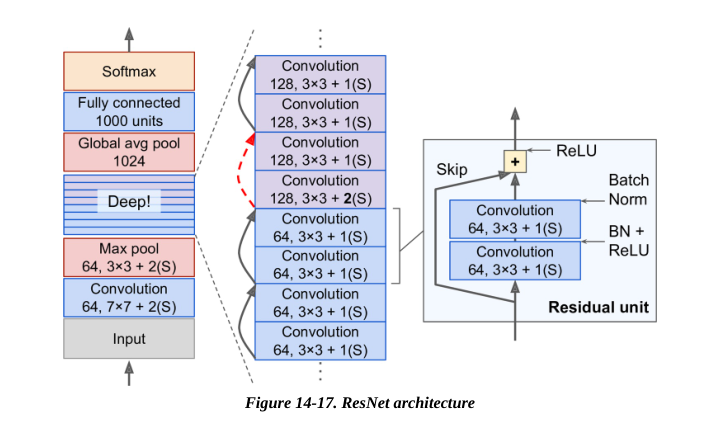 Softmax
Fully connected
1000 units
Global avg pool
1024
Deep!
Max pool
64, 3×3 + 2(S)
Convolution
64, 7×7 + 2(S)
Input
Convolution
128, 3×3 + 1(S)
Convolution
128, 3×3 + 1(S)
Convolution
128, 3×3 + 1(S)
Convolution
128, 3×3 + 2(S)
Convolution
64, 3×3 + 1(S)
Convolution
64, 3×3 + 1(S)
Convolution
64, 3×3 + 1(S)
Convolution
64, 3×3 + 1(S)
ReLU
+
Skip
Batch
Norm
Convolution
64, 3×3 + 1(S)
BN +
ReLU
Convolution
64, 3×3 + 1(S)
Residual unit
Figure 14-17. ResNet architecture